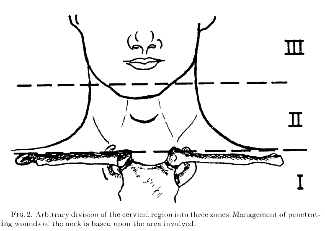 III
II
I
FIG. 2. Arbitrary division of the cervical region into three zones. Management of penetrat-
ing wounds of the neck is based upon the area involved.